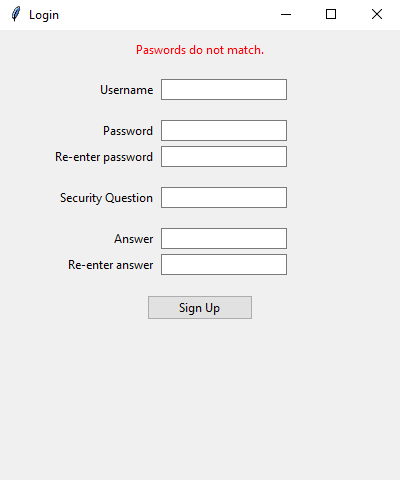 Login
Paswords do not match.
Username
Password
Re-enter password
Security Question
Answer
Re-enter answer
Sign Up